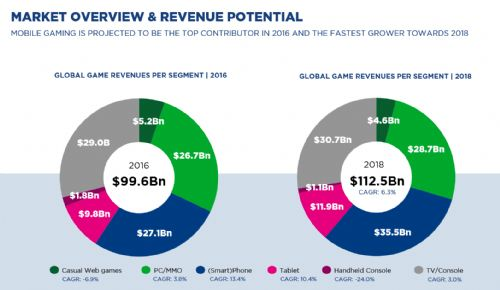 MARKET OVERVIEW & REVENUE POTENTIAL
MOBILE GAMING IS PROJECTED TO BE THE TOP CONTRIBUTOR IN 2016 AND THE FASTEST GROWER TOWARDS 2018
GLOBAL GAME REVENUES PER SEGMENT | 2016
$5.2Bn
$26.7Bn
$27.1Bn
$9.8Bn
$1.8Bn
$29.0B
2016
$99.6Bn
GLOBAL GAME REVENUES PER SEGMENT | 2018
$4.6Bn
$28.7Bn
$35.5Bn
$11.9Bn
$1.1Bn
$30.7Bn
2018
$112.5Bn
CAGR: 6.3%
Casual Web games
CAGR: -6.9%
PC/MMO
CAGR: 3.8%
(Smart)Phone
CAGR: 13.4%
Tablet
CAGR: 10.4%
Handheld Console
CAGR: -24.0%
TV/Console
CAGR: 3.0%